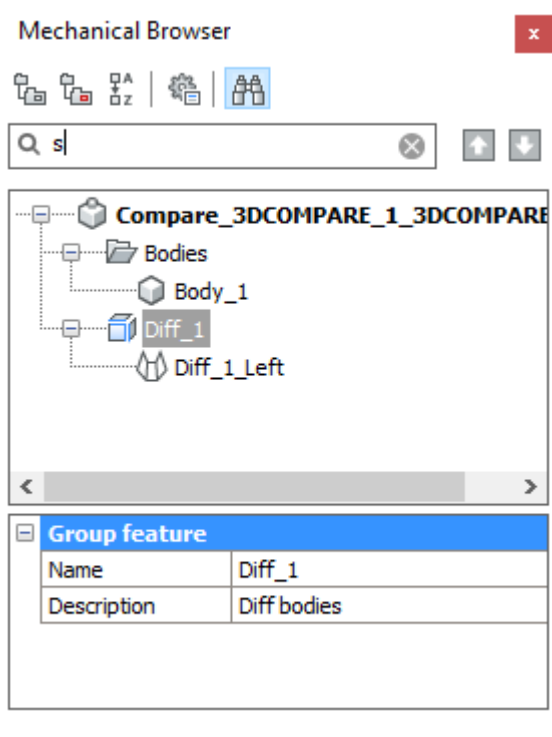 Mechanical Browser
x
A
Z
s
Compare_3DCOMPARE_1_3DCOMPARE
Bodies
Body_1
Diff_1
Diff_1_Left
Group feature
Name Diff_1
Description Diff bodies